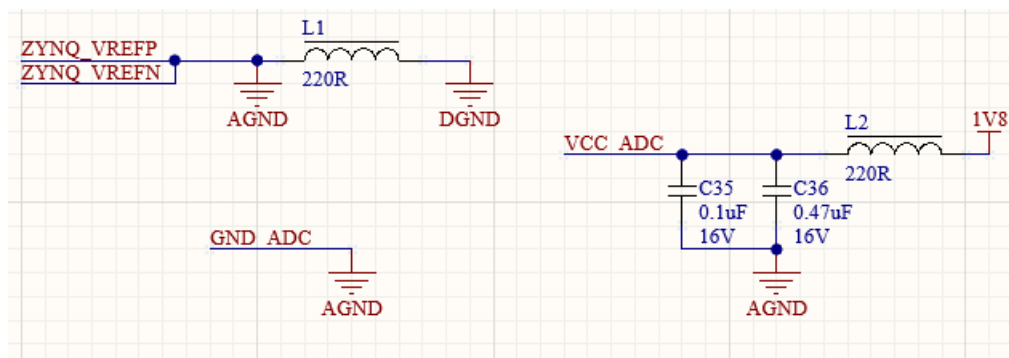 L1
ZYNQ_VREFP
ZYNQ_VREFN
220R
AGND
DGND
L2
1V8
VCC_ADC
220R
C35
C36
0.1uF
0.47uF
16V
16V
GND_ADC
AGND
AGND